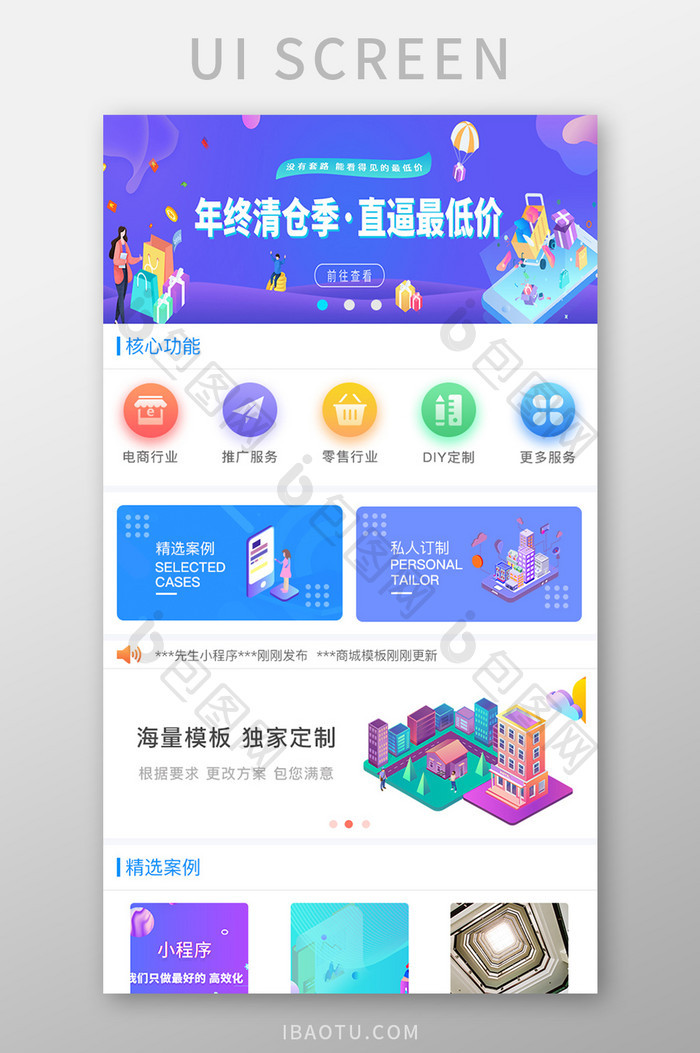 UI SCREEN
没有套路 能看得见的最低价
年终清仓季·直逼最低价
前往查看
核心功能
电商行业 推广服务 零售行业 DIY定制 更多服务
精选案例
SELECTED
CASES
私人订制
PERSONAL
TAILOR
***先生小程序***刚刚发布 ***商城模板刚刚更新
海量模板 独家定制
根据要求 更改方案 包您满意
精选案例
小程序
我们只做最好的 高效化
包图网
IBAOTU.COM